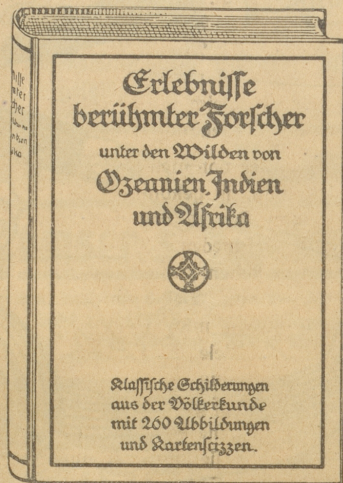 Erlebnisse
berühmter Forscher
unter den Wilden von
Ozeanien, Indien
und Afrika
Klassische Schilderungen
aus der Völkerkunde
mit 260 Abbildungen
und Kartenscizzen.